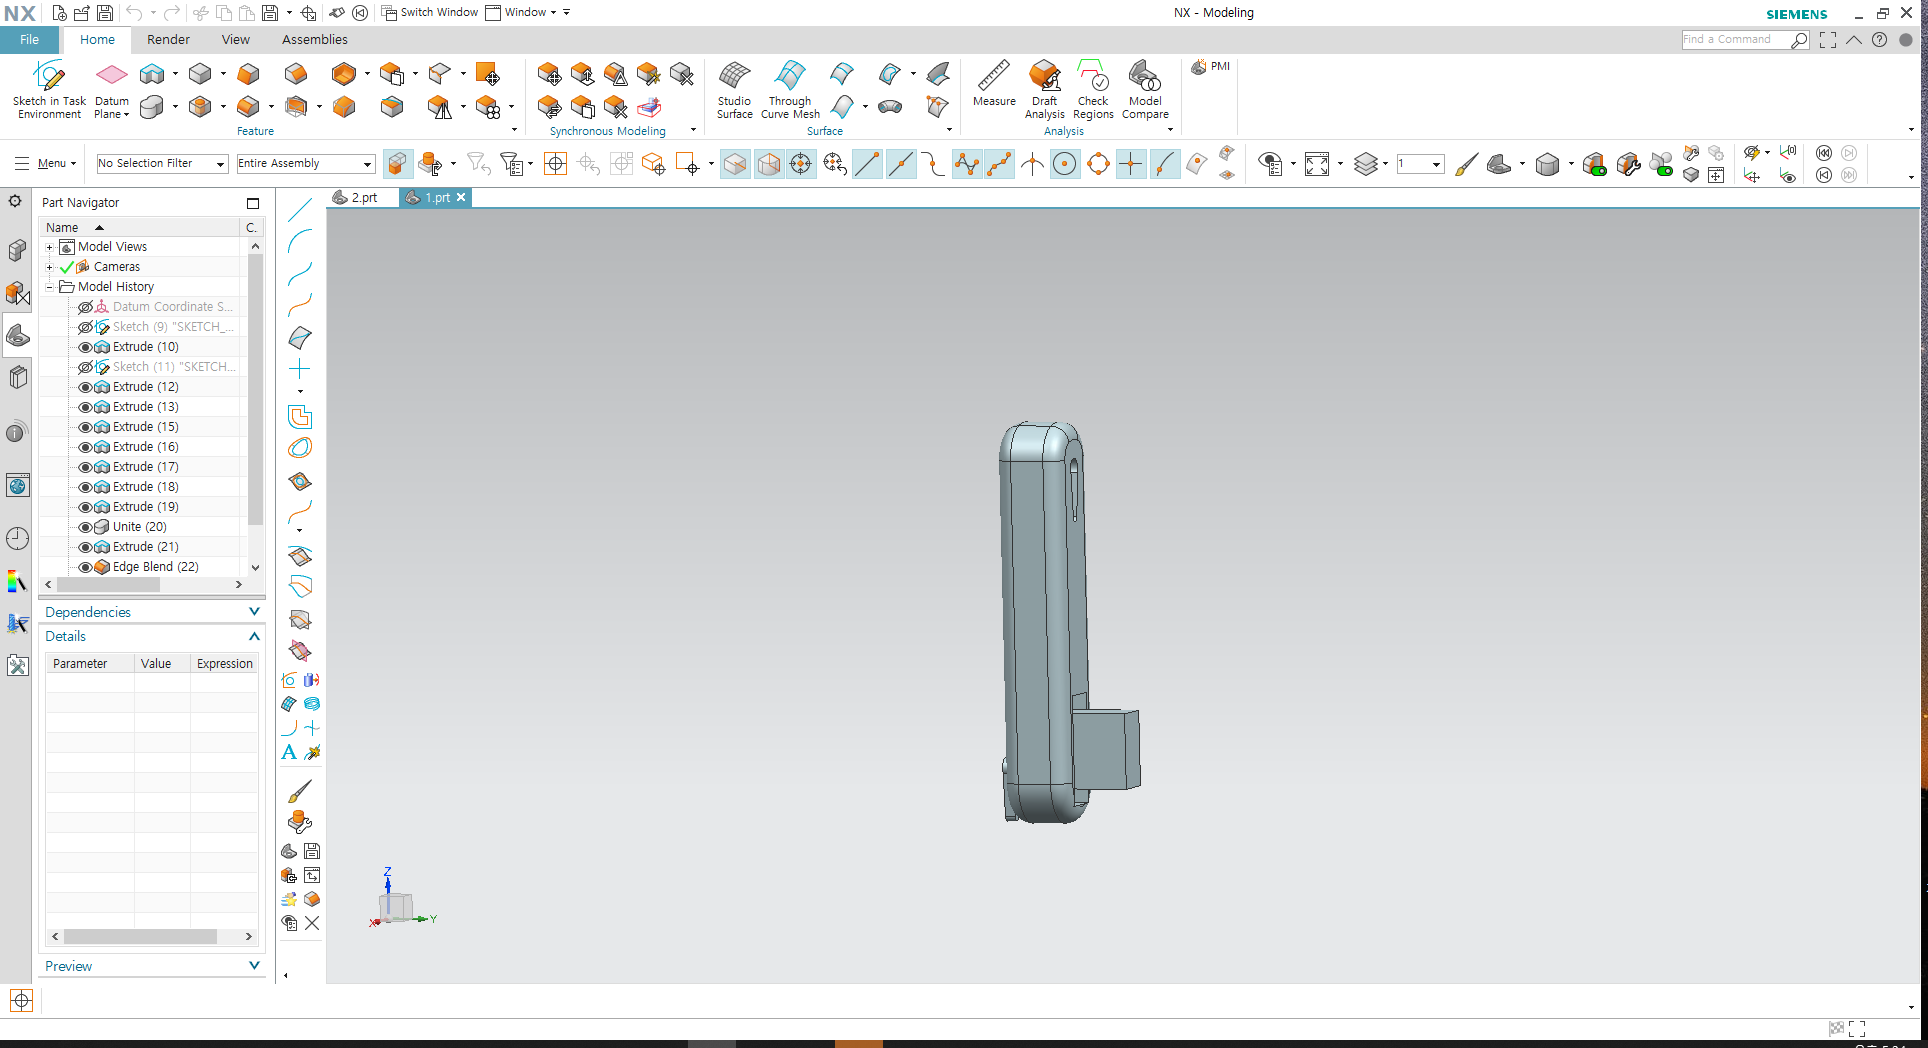 NX
Switch Window
Window
NX - Modeling
SIEMENS
File
Home
Render
View
Assemblies
Find a Command
Sketch in Task
Environment
Datum
Plane
Feature
Synchronous Modeling
Studio
Surface
Through
Curve Mesh
Surface
Measure
Draft
Analysis
Check
Regions
Model
Compare
Analysis
PMI
Menu
No Selection Filter
Entire Assembly
1
Part Navigator
2.prt
1.prt
Name
C.
Model Views
Cameras
Model History
Datum Coordinate S...
Sketch (9) "SKETCH_...
Extrude (10)
Sketch (11) "SKETCH...
Extrude (12)
Extrude (13)
Extrude (15)
Extrude (16)
Extrude (17)
Extrude (18)
Extrude (19)
Unite (20)
Extrude (21)
Edge Blend (22)
Dependencies
Details
Parameter
Value
Expression
Preview
A
Z
X
Y